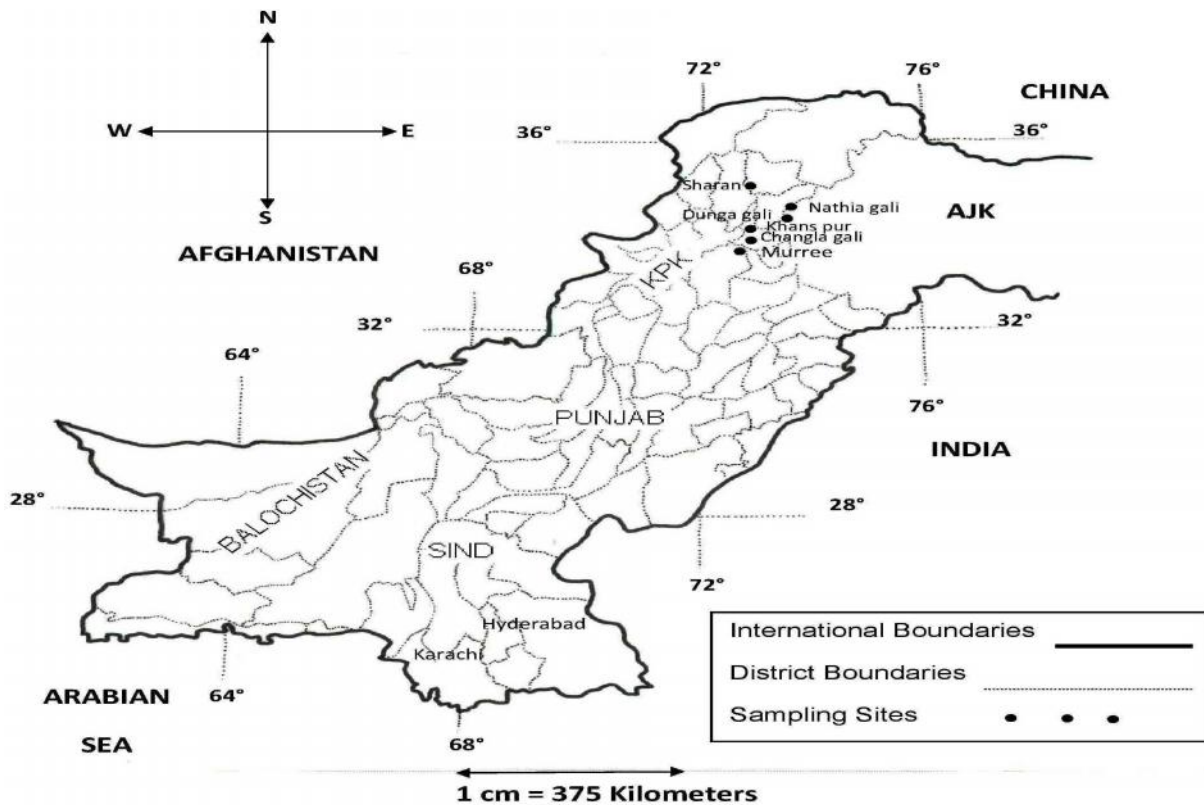 N
W E
S
72°
76°
CHINA
36°
36°
Sharan
Nathia gali
AJK
Dunga gali
Khans pur
Changla gali
Murree
AFGHANISTAN
KPK
68°
32°
32°
64°
76°
PUNJAB
INDIA
BALOCHISTAN
28°
28°
SIND
72°
Hyderabad
Karachi
ARABIAN
SEA
64°
68°
International Boundaries
District Boundaries
Sampling Sites
1 cm = 375 Kilometers